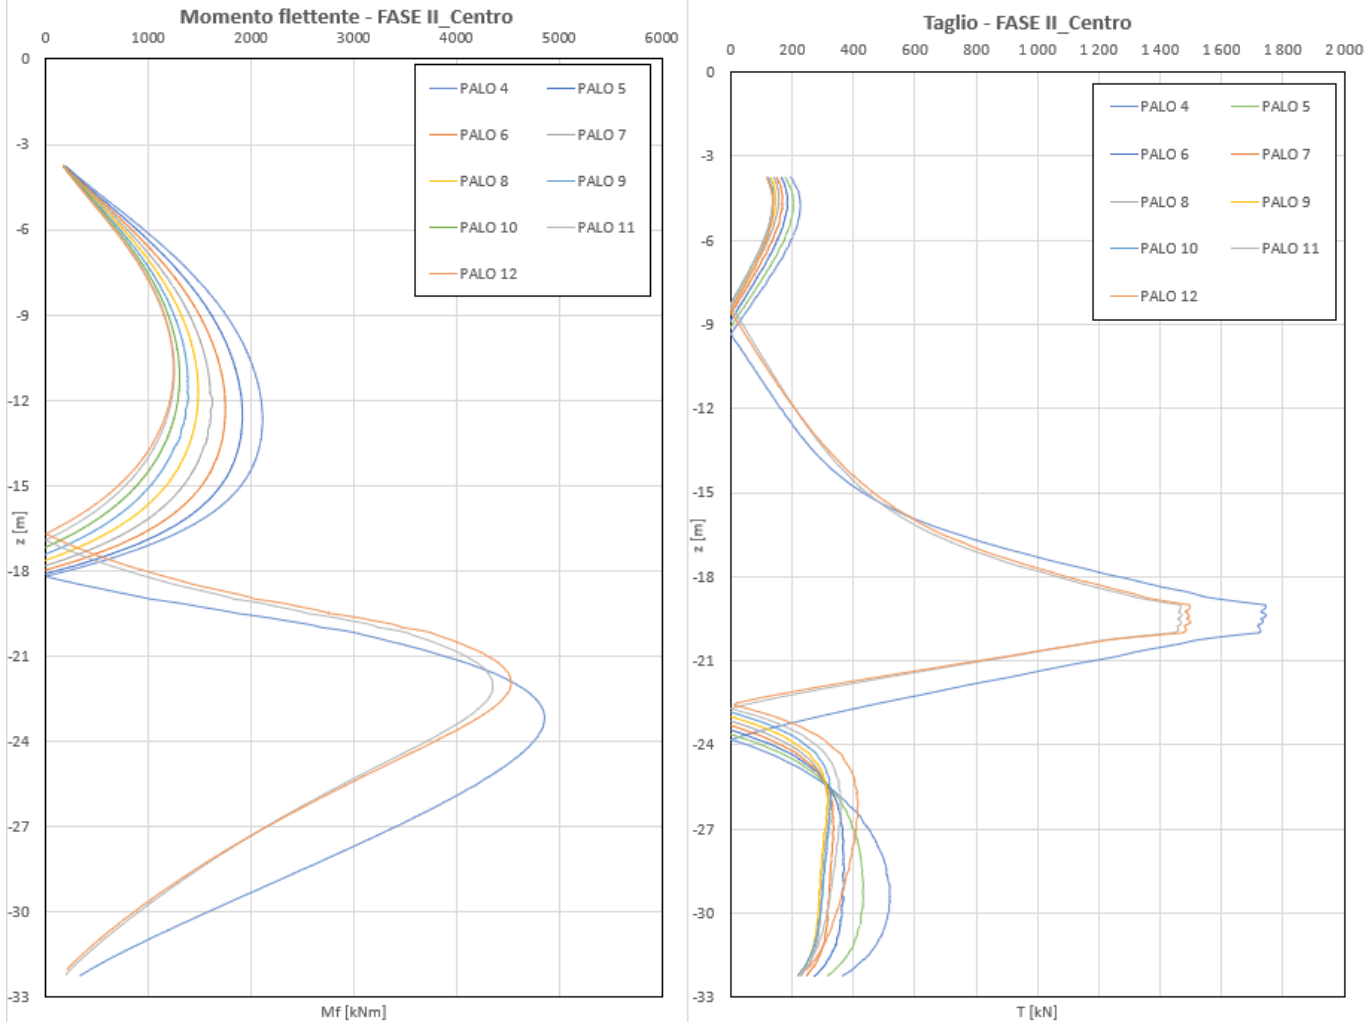 Momento flettente - FASE II_Centro
0 1000 2000 3000 4000 5000 6000
0
-3
-6
-9
-12
-15
-18
-21
-24
-27
-30
-33
z [m]
PALO 4 PALO 5
PALO 6 PALO 7
PALO 8 PALO 9
PALO 10 PALO 11
PALO 12
Mf [kNm]
Taglio - FASE II_Centro
0 200 400 600 800 1 000 1 200 1 400 1 600 1 800 2 000
0
-3
-6
-9
-12
-15
-18
-21
-24
-27
-30
-33
z [m]
PALO 4 PALO 5
PALO 6 PALO 7
PALO 8 PALO 9
PALO 10 PALO 11
PALO 12
T [kN]